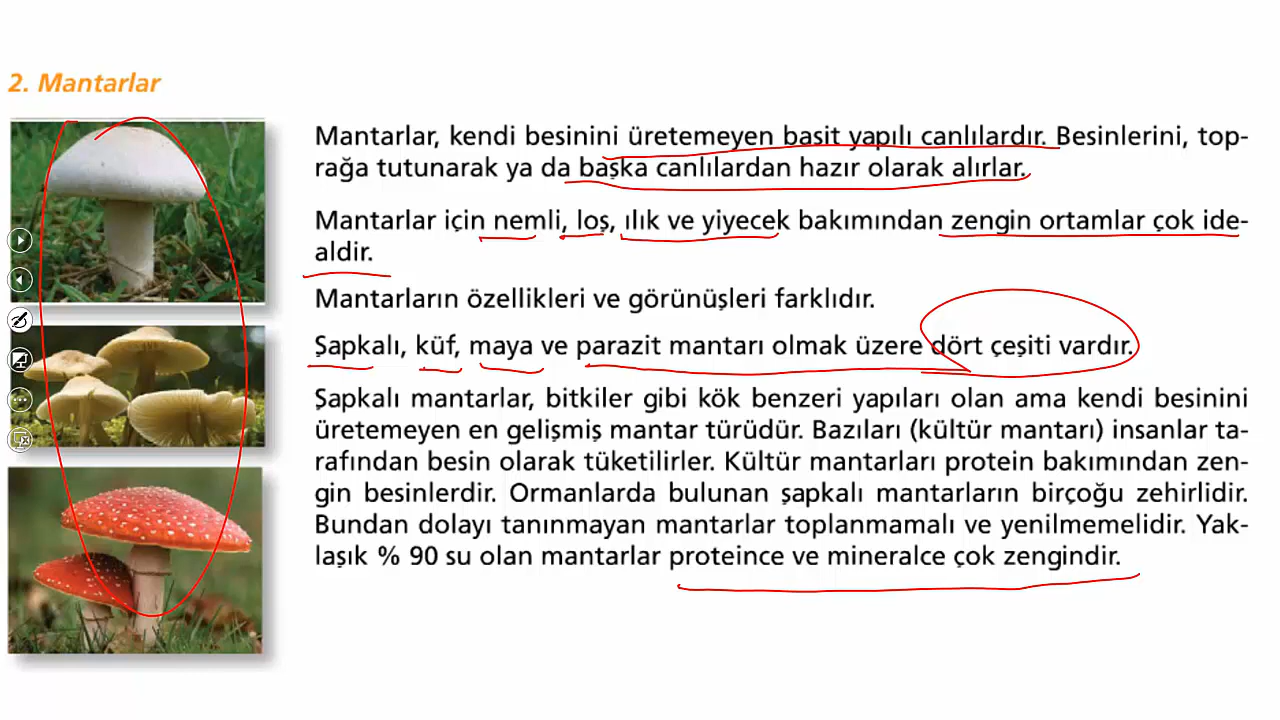 2. Mantarlar
Mantarlar, kendi besinini üretemeyen basit yapılı canlılardır. Besinlerini, top-
rağa tutunarak ya da başka canlılardan hazır olarak alırlar.
Mantarlar için nemli, loş, ılık ve yiyecek bakımından zengin ortamlar çok ide-
aldir.
Mantarların özellikleri ve görünüşleri farklıdır.
Şapkalı, küf, maya ve parazit mantarı olmak üzere dört çeşiti vardır.
Şapkalı mantarlar, bitkiler gibi kök benzeri yapıları olan ama kendi besinini
üretemeyen en gelişmiş mantar türüdür. Bazıları (kültür mantarı) insanlar ta-
rafından besin olarak tüketilirler. Kültür mantarları protein bakımından zen-
gin besinlerdir. Ormanlarda bulunan şapkalı mantarların birçoğu zehirlidir.
Bundan dolayı tanınmayan mantarlar toplanmamalı ve yenilmemelidir. Yak-
laşık % 90 su olan mantarlar proteince ve mineralce çok zengindir.